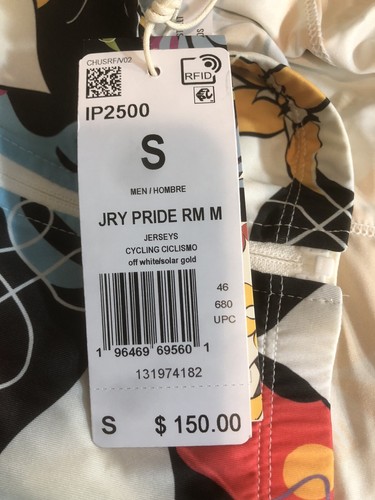 CHUSRF/V02
RFID
IP2500
S
MEN / HOMBRE
JRY PRIDE RM M
JERSEYS
CYCLING CICLISMO
off white/solar gold
46
680
UPC
1 96469 69560 1
131974182
S $ 150.00